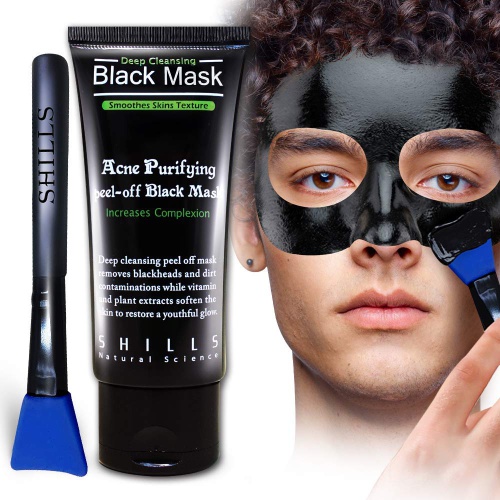 SHILLS
Deep Cleansing
Black Mask
Smoothes Skins Texture
Acne Purifying
peel-off Black Mask
Increases Complexion
Deep cleansing peel off mask
removes blackheads and dirt
contaminations while vitamin
and plant extracts soften the
skin to restore a youthful glow.
SHILLS
Natural Science